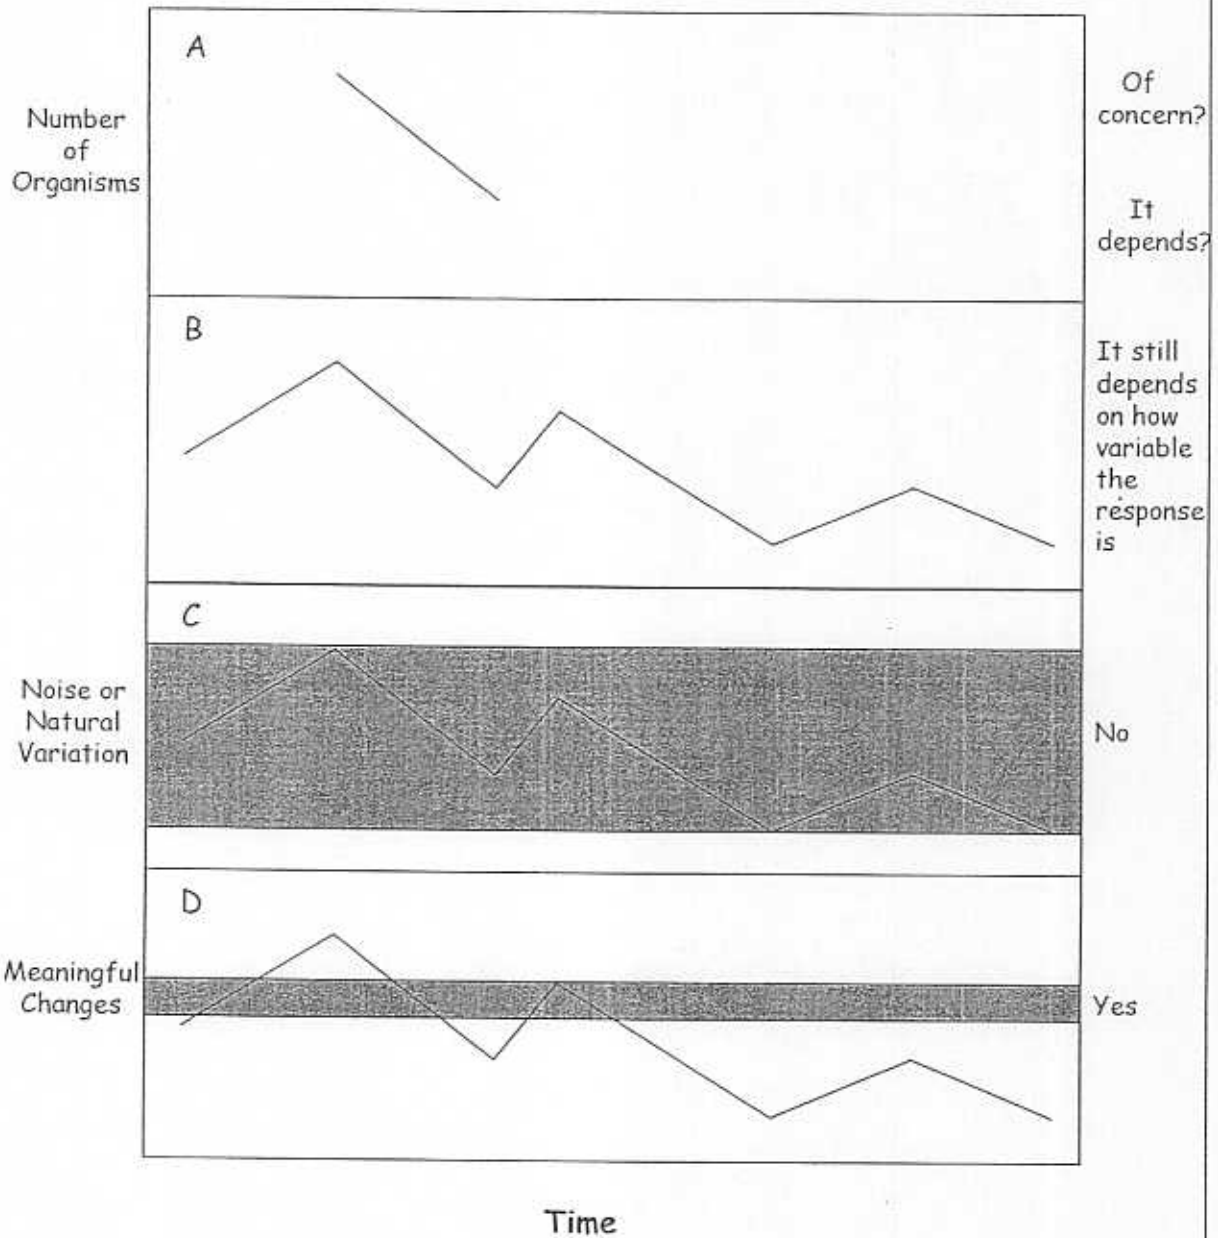 A
Number
of
Organisms
Of
concern?
It
depends?
B
It still
depends
on how
variable
the
response
is
C
Noise or
Natural
Variation
No
D
Meaningful
Changes
Yes
Time